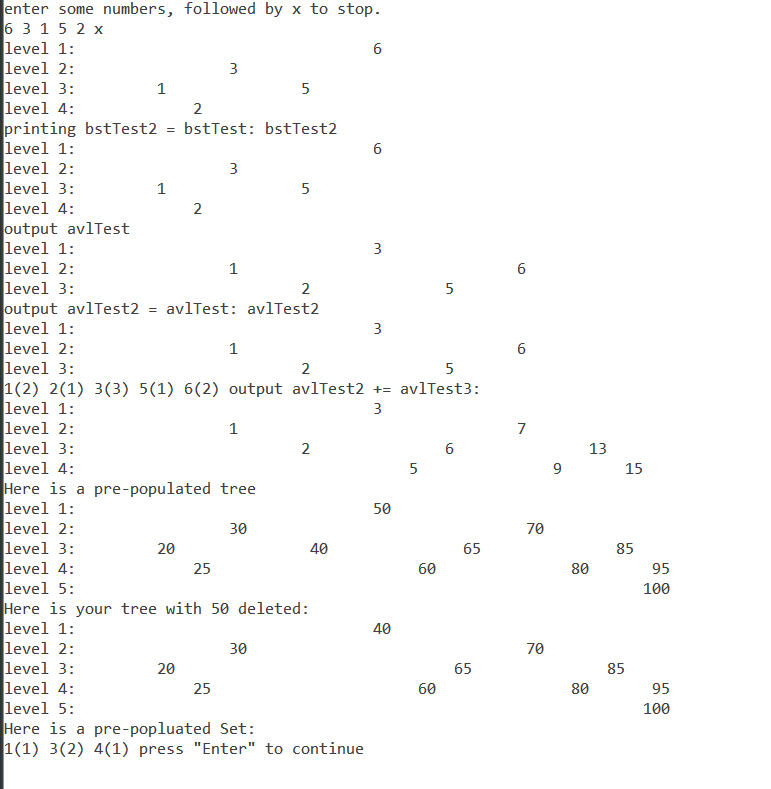 enter some numbers, followed by x to stop.
6 3 1 5 2 x
level 1:                                 6
level 2:                 3
level 3:         1               5
level 4:             2
printing bstTest2 = bstTest: bstTest2
level 1:                                 6
level 2:                 3
level 3:         1               5
level 4:             2
output avlTest
level 1:                                 3
level 2:                 1                               6
level 3:                         2               5
output avlTest2 = avlTest: avlTest2
level 1:                                 3
level 2:                 1                               6
level 3:                         2               5
1(2) 2(1) 3(3) 5(1) 6(2) output avlTest2 += avlTest3:
level 1:                                 3
level 2:                 1                               7
level 3:                         2               6               13
level 4:                                     5               9       15
Here is a pre-populated tree
level 1:                                 50
level 2:                 30                               70
level 3:         20               40               65               85
level 4:             25                       60               80       95
level 5:                                                               100
Here is your tree with 50 deleted:
level 1:                                 40
level 2:                 30                               70
level 3:         20                               65               85
level 4:             25                       60               80       95
level 5:                                                               100
Here is a pre-popluated Set:
1(1) 3(2) 4(1) press "Enter" to continue